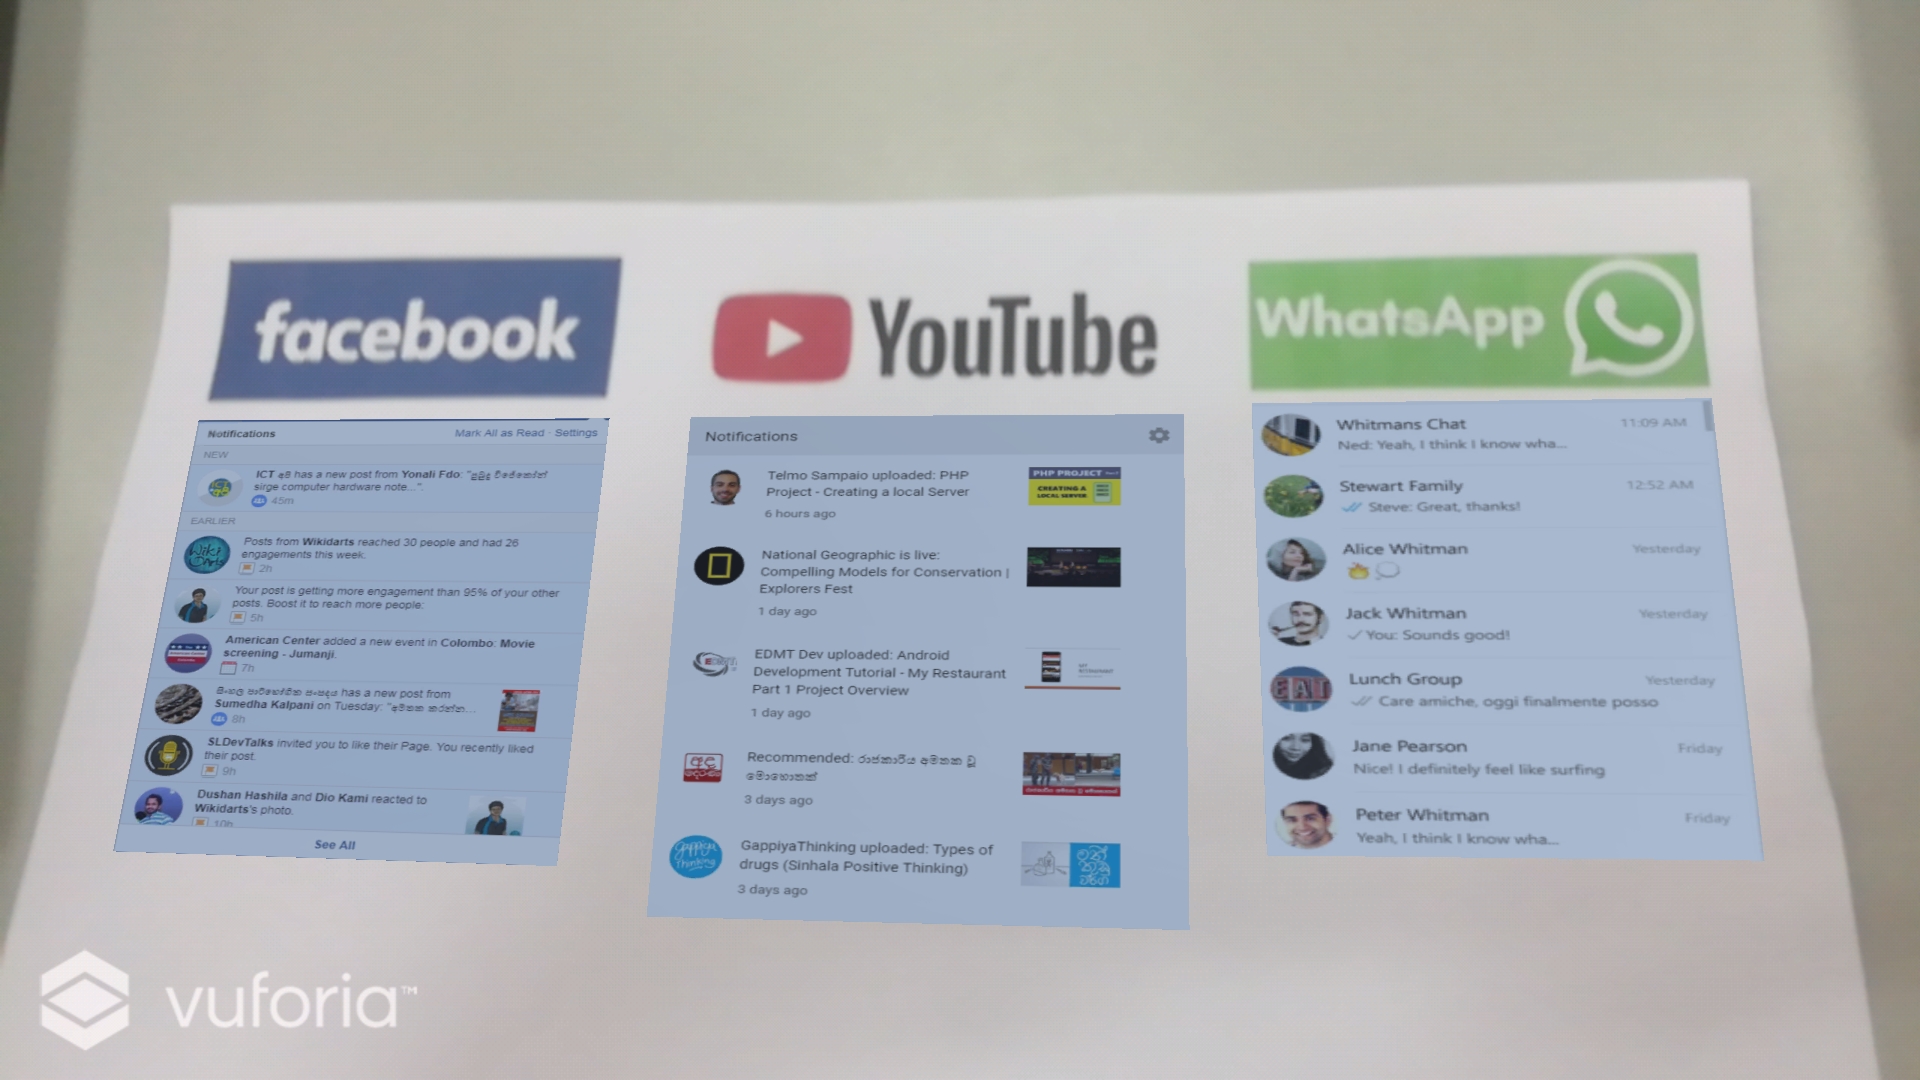 facebook
YouTube
WhatsApp
Notifications
Mark All as Read · Settings
NEW
ICT අපි has a new post from Yonali Fdo:
sirge computer hardware note...".
45m
EARLIER
Posts from Wikidarts reached 30 people and had 26
engagements this week.
2h
Your post is getting more engagement than 95% of your other
posts. Boost it to reach more people:
5h
American Center added a new event in Colombo: Movie
screening - Jumanji.
7h
has a new post from
Sumedha Kalpani on Tuesday: "අමතක කරන්න...
8h
SLDevTalks invited you to like their Page. You recently liked
their post.
9h
Dushan Hashila and Dio Kami reacted to
Wikidarts's photo.
10h
See All
Notifications
Telmo Sampaio uploaded: PHP
Project - Creating a local Server
6 hours ago
PHP PROJECT
CREATING A
LOCAL SERVER
National Geographic is live:
Compelling Models for Conservation |
Explorers Fest
1 day ago
EDMT Dev uploaded: Android
Development Tutorial - My Restaurant
Part 1 Project Overview
1 day ago
Recommended: රාජකාරිය අමතක වූ
මොහොතක්
3 days ago
Gappiya
Thinking
GappiyaThinking uploaded: Types of
drugs (Sinhala Positive Thinking)
3 days ago
Whitmans Chat
11:09 AM
Ned: Yeah, I think I know wha...
Stewart Family
12:52 AM
Steve: Great, thanks!
Alice Whitman
Yesterday
Jack Whitman
Yesterday
You: Sounds good!
EAT
Lunch Group
Yesterday
Care amiche, oggi finalmente posso
Jane Pearson
Friday
Nice! I definitely feel like surfing
Peter Whitman
Friday
Yeah, I think I know wha...
vuforia™